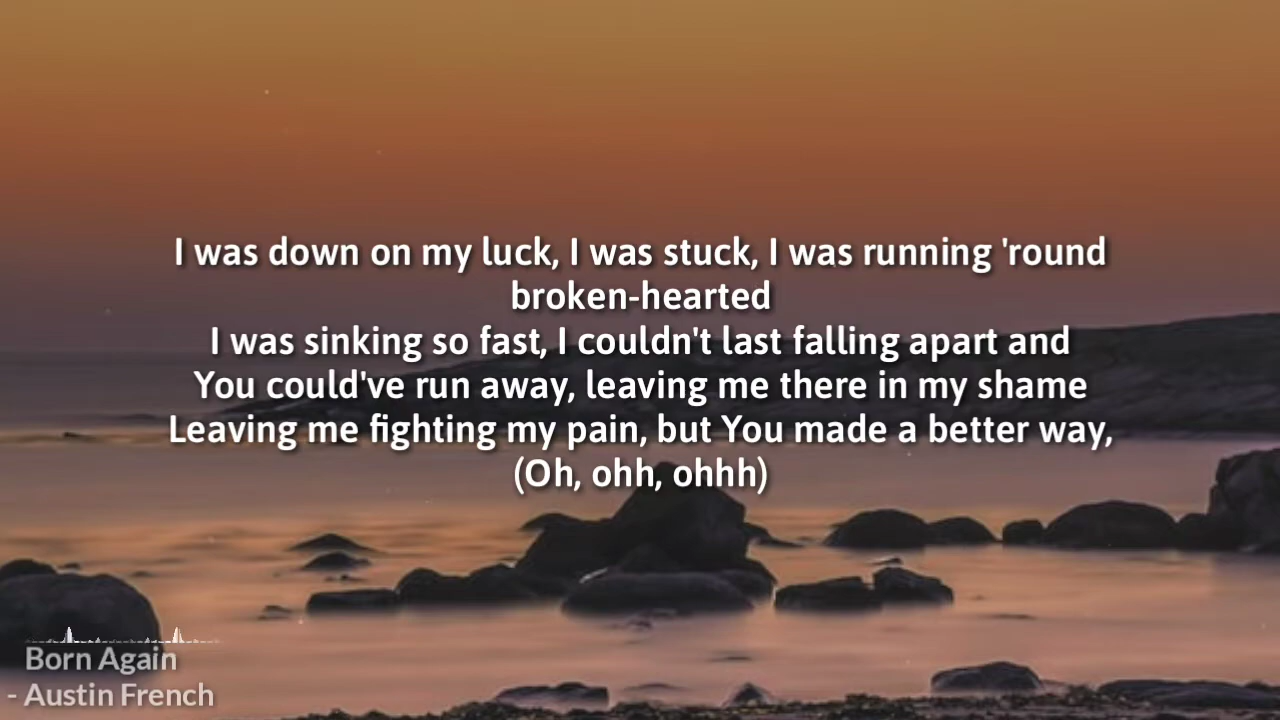 I was down on my luck, I was stuck, I was running 'round
broken-hearted
I was sinking so fast, I couldn't last falling apart and
You could've run away, leaving me there in my shame
Leaving me fighting my pain, but You made a better way,
(Oh, ohh, ohhh)
Born Again
- Austin French